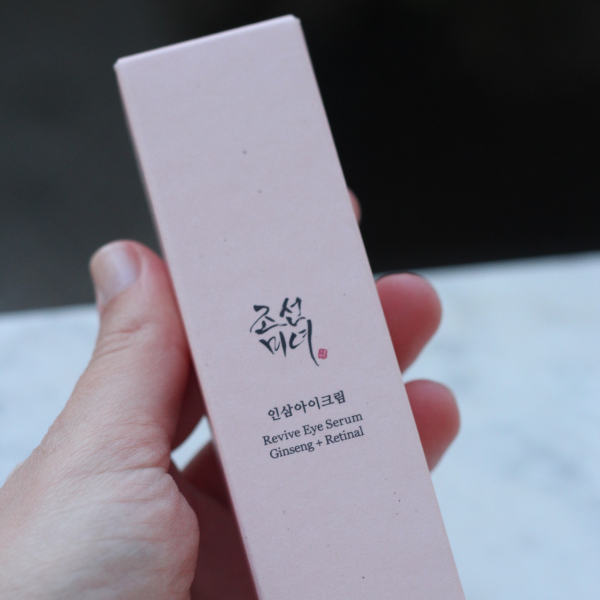 조선
미녀
인삼아이크림
Revive Eye Serum
Ginseng + Retinal